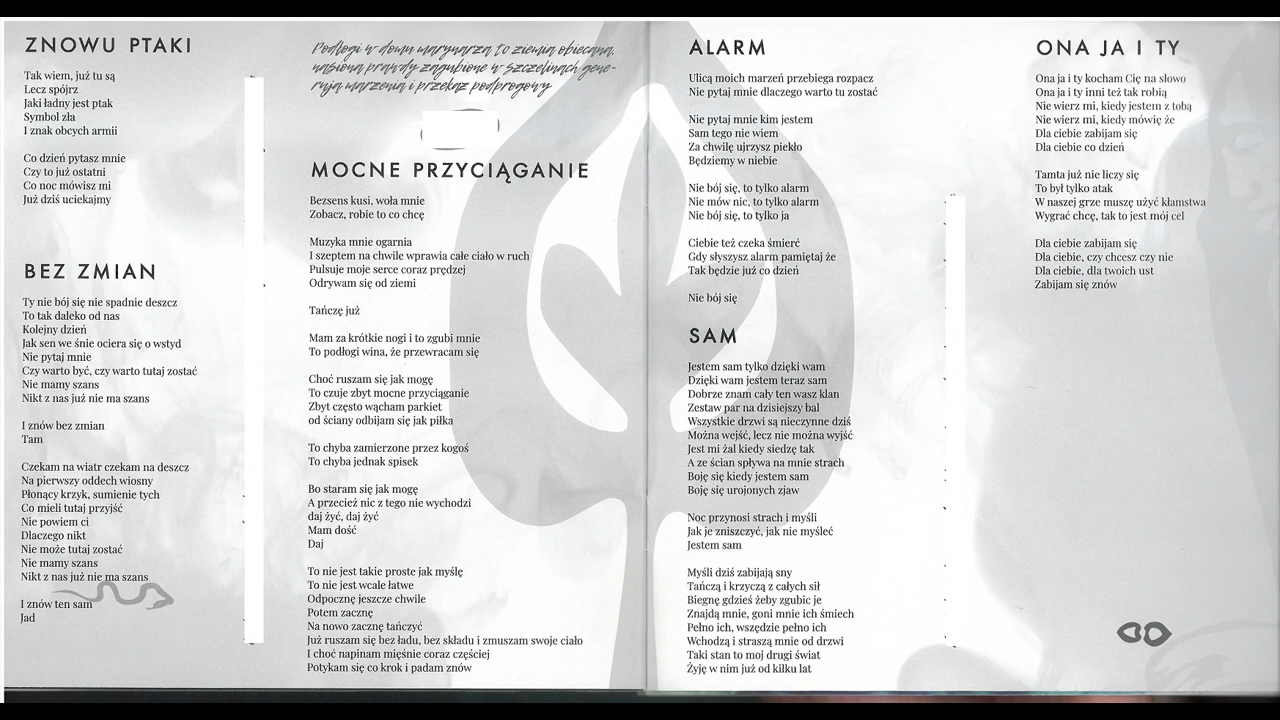 ZNOWU PTAKI
Tak wiem, już tu są
Lecz spójrz
Jaki ładny jest ptak
Symbol zła
I znak obcych armii
Co dzień pytasz mnie
Czy to już ostatni
Co noc mówisz mi
Już dziś uciekajmy
BEZ ZMIAN
Ty nie bój się nie spadnie deszcz
To tak daleko od nas
Kolejny dzień
Jak sen we śnie ociera się o wstyd
Nie pytaj mnie
Czy warto być, czy warto tutaj zostać
Nie mamy szans
Nikt z nas już nie ma szans
I znów bez zmian
Tam
Czekam na wiatr czekam na deszcz
Na pierwszy oddech wiosny
Płonący krzyk, sumienie tych
Co mieli tutaj przyjść
Nie powiem ci
Dlaczego nikt
Nie może tutaj zostać
Nie mamy szans
Nikt z nas już nie ma szans
I znów ten sam
Jad
Podłogi w domu marynarza to ziemia obiecana,
nasiona prawdy zagubione w szczelinach gene-
rują marzenia i przekaz podprogowy
MOCNE PRZYCIĄGANIE
Bezsens kusi, woła mnie
Zobacz, robie to co chcę
Muzyka mnie ogarnia
I szeptem na chwile wprawia całe ciało w ruch
Pulsuje moje serce coraz prędzej
Odrywam się od ziemi
Tańczę już
Mam za krótkie nogi i to zgubi mnie
To podłogi wina, że przewracam się
Choć ruszam się jak mogę
To czuje zbyt mocne przyciąganie
Zbyt często wącham parkiet
od ściany odbijam się jak piłka
To chyba zamierzone przez kogoś
To chyba jednak spisek
Bo staram się jak mogę
A przecież nic z tego nie wychodzi
daj żyć, daj żyć
Mam dość
Daj
To nie jest takie proste jak myślę
To nie jest wcale łatwe
Odpocznę jeszcze chwile
Potem zacznę
Na nowo zacznę tańczyć
Już ruszam się bez ładu, bez składu i zmuszam swoje ciało
I choć napinam mięśnie coraz częściej
Potykam się co krok i padam znów
ALARM
Ulicą moich marzeń przebiega rozpacz
Nie pytaj mnie dlaczego warto tu zostać
Nie pytaj mnie kim jestem
Sam tego nie wiem
Za chwilę ujrzysz piekło
Będziemy w niebie
Nie bój się, to tylko alarm
Nie mów nic, to tylko alarm
Nie bój się, to tylko ja
Ciebie też czeka śmierć
Gdy słyszysz alarm pamiętaj że
Tak będzie już co dzień
Nie bój się
SAM
Jestem sam tylko dzięki wam
Dzięki wam jestem teraz sam
Dobrze znam cały ten wasz klan
Zestaw par na dzisiejszy bal
Wszystkie drzwi są nieczynne dziś
Można wejść, lecz nie można wyjść
Jest mi żal kiedy siedzę tak
A ze ścian spływa na mnie strach
Boję się kiedy jestem sam
Boję się urojonych zjaw
Noc przynosi strach i myśli
Jak je zniszczyć, jak nie myśleć
Jestem sam
Myśli dziś zabijają sny
Tańczą i krzyczą z całych sił
Biegnę gdzieś żeby zgubic je
Znajdą mnie, goni mnie ich śmiech
Pełno ich, wszędzie pełno ich
Wchodzą i straszą mnie od drzwi
Taki stan to moj drugi świat
Żyję w nim już od kilku lat
ONA JA I TY
Ona ja i ty kocham Cię na słowo
Ona ja i ty inni też tak robią
Nie wierz mi, kiedy jestem z tobą
Nie wierz mi, kiedy mówię że
Dla ciebie zabijam się
Dla ciebie co dzień
Tamta już nie liczy się
To był tylko atak
W naszej grze muszę użyć kłamstwa
Wygrać chcę, tak to jest mój cel
Dla ciebie zabijam się
Dla ciebie, czy chcesz czy nie
Dla ciebie, dla twoich ust
Zabijam się znów